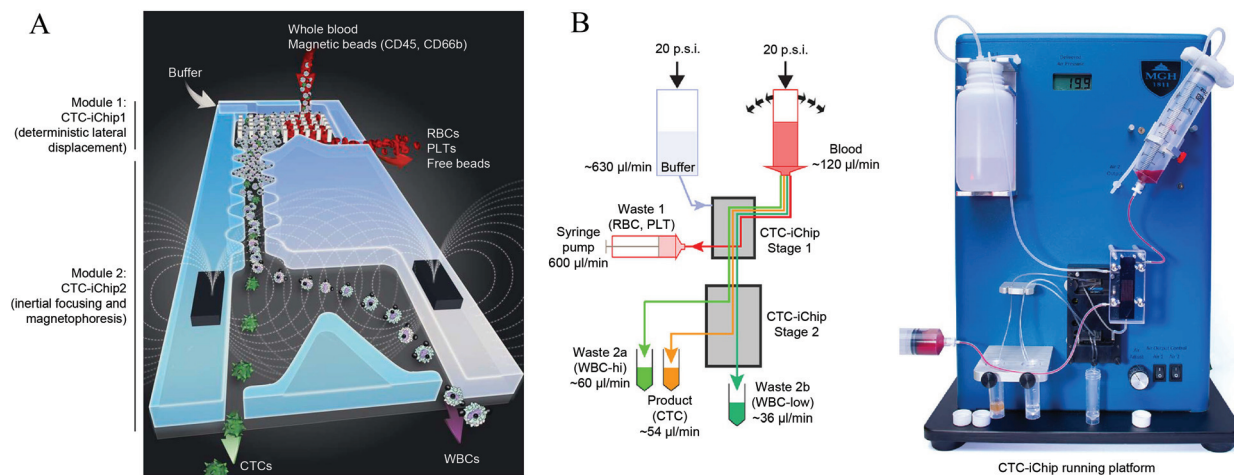 A
Whole blood
Magnetic beads (CD45, CD66b)
Buffer
Module 1:
CTC-iChip1
(deterministic lateral
displacement)
RBCs
PLTs
Free beads
Module 2:
CTC-iChip2
(inertial focusing and
magnetophoresis)
CTCs
WBCs
B
20 p.s.i.
20 p.s.i.
Buffer
~630 µl/min
Blood
~120 µl/min
Waste 1
(RBC, PLT)
Syringe
pump
600 µl/min
CTC-iChip
Stage 1
CTC-iChip
Stage 2
Waste 2a
(WBC-hi)
~60 µl/min
Product
(CTC)
~54 µl/min
Waste 2b
(WBC-low)
~36 µl/min
19.9
MGH
1811
CTC-iChip running platform